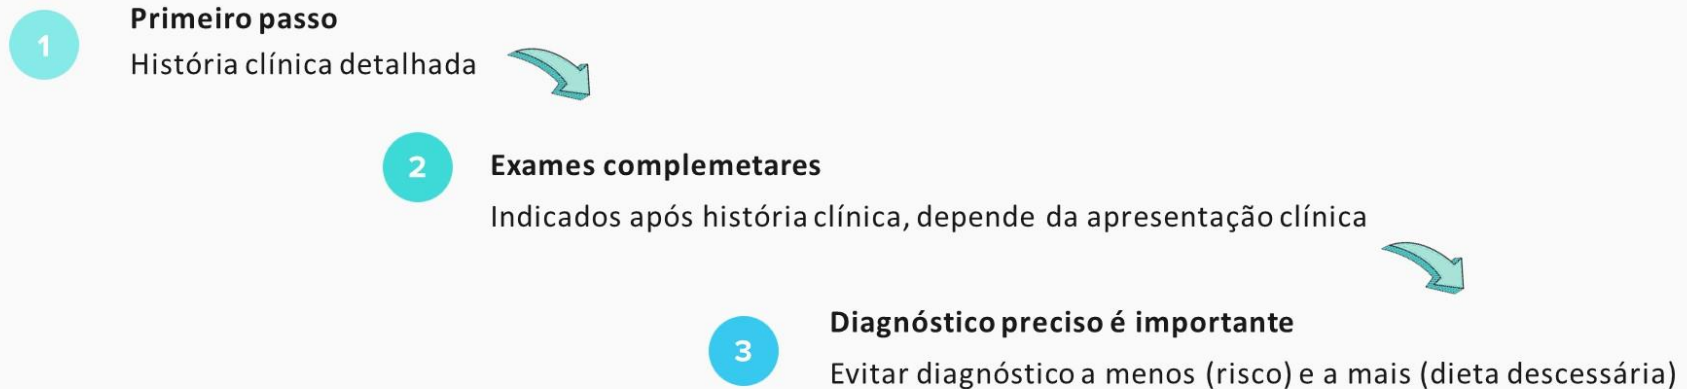 1
Primeiro passo
História clínica detalhada
2
Exames complemetares
Indicados após história clínica, depende da apresentação clínica
3
Diagnóstico preciso é importante
Evitar diagnóstico a menos (risco) e a mais (dieta descessária)